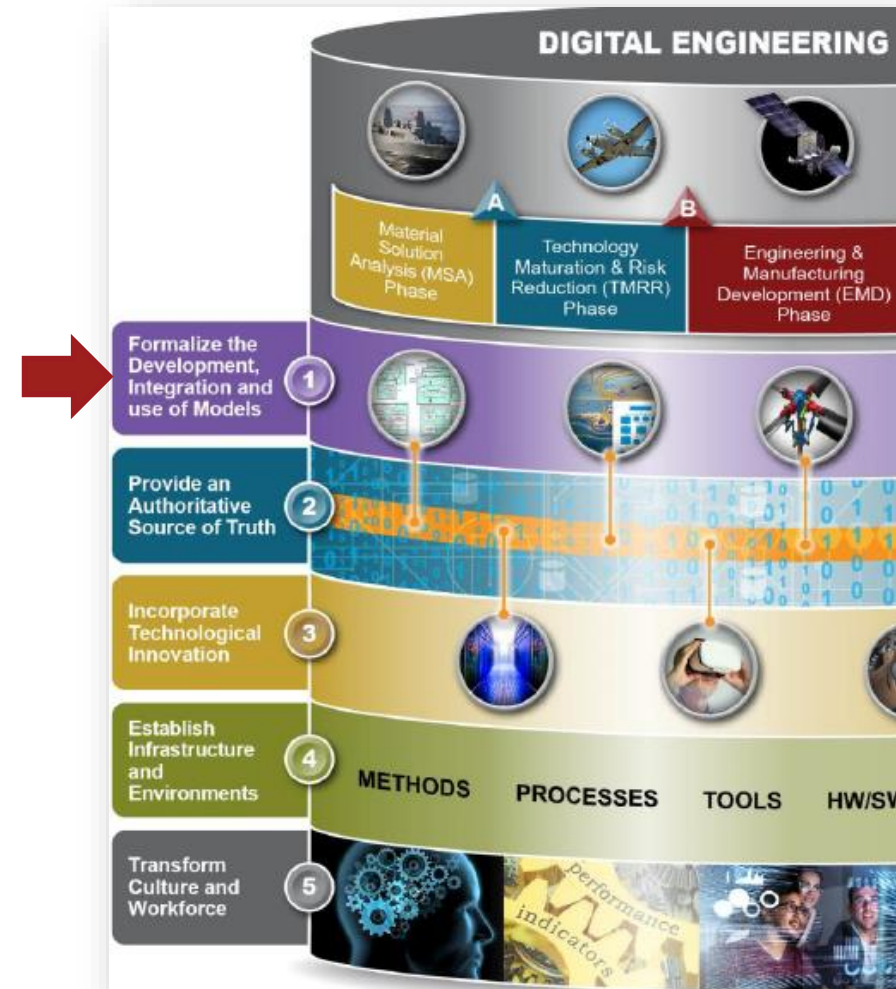 DIGITAL ENGINEERING
A
B
Material
Solution
Analysis (MSA)
Phase
Technology
Maturation & Risk
Reduction (TMRR)
Phase
Engineering &
Manufacturing
Development (EMD)
Phase
Formalize the
Development,
Integration and
use of Models
1
Provide an
Authoritative
Source of Truth
2
Incorporate
Technological
Innovation
3
Establish
Infrastructure
and
Environments
4
METHODS
PROCESSES
TOOLS
Transform
Culture and
Workforce
5
performance
indicators